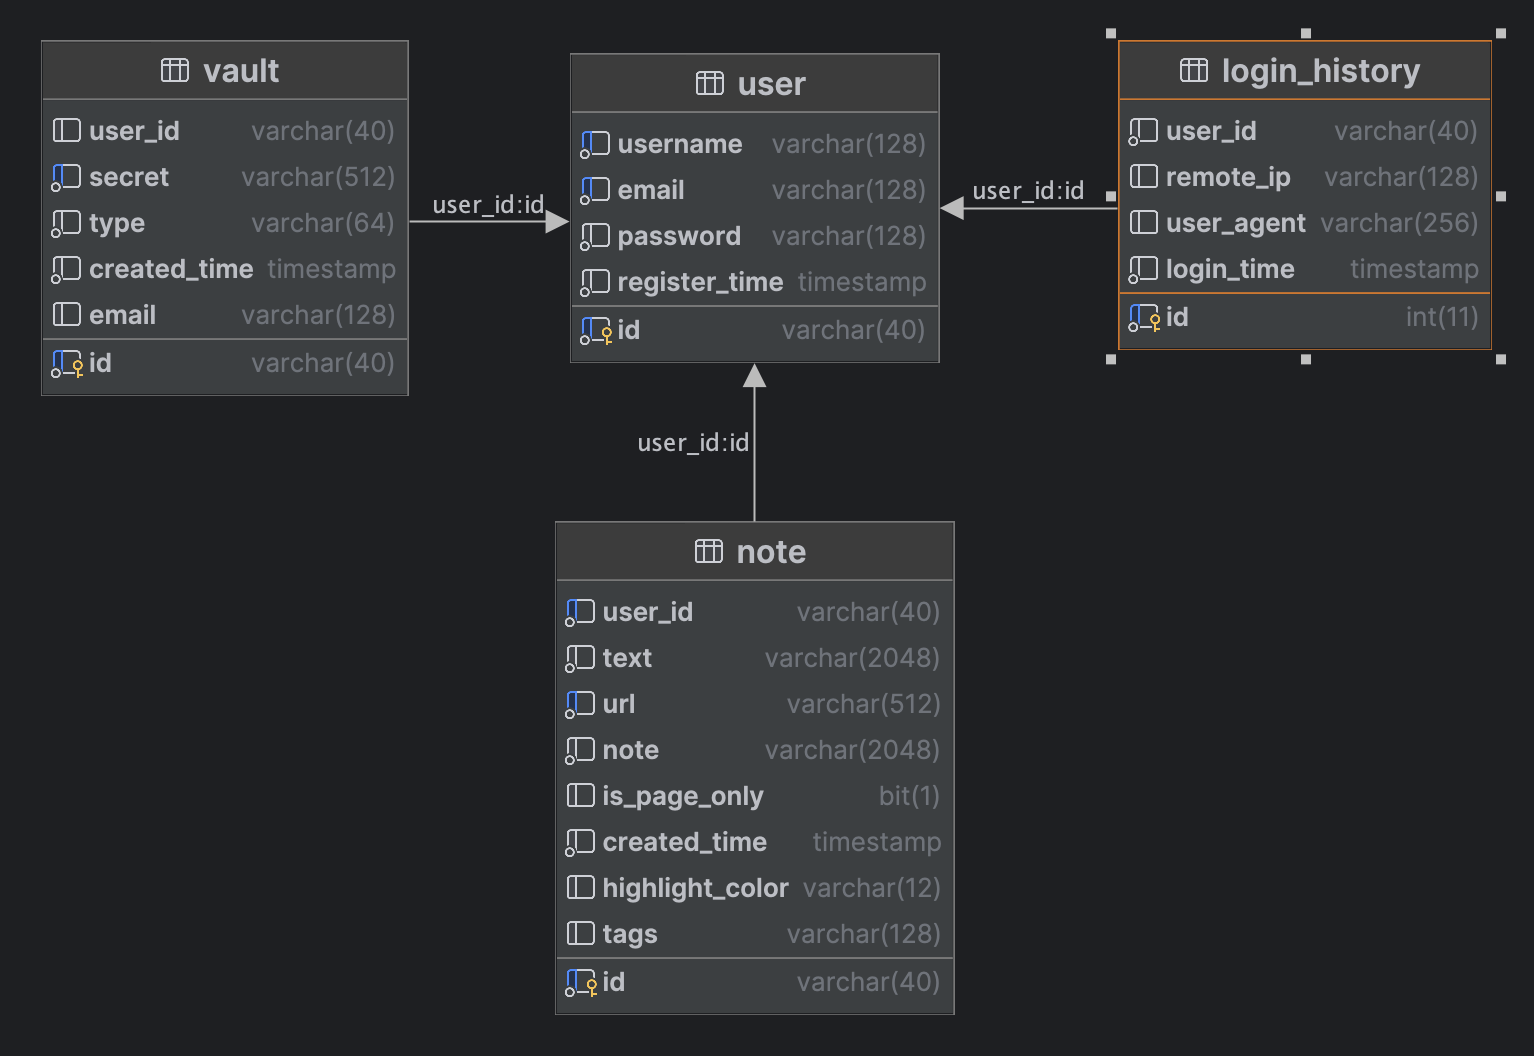 vault
user_id varchar(40)
secret varchar(512)
type varchar(64)
created_time timestamp
email varchar(128)
id varchar(40)
user_id:id
user
username varchar(128)
email varchar(128)
password varchar(128)
register_time timestamp
id varchar(40)
user_id:id
login_history
user_id varchar(40)
remote_ip varchar(128)
user_agent varchar(256)
login_time timestamp
id int(11)
user_id:id
note
user_id varchar(40)
text varchar(2048)
url varchar(512)
note varchar(2048)
is_page_only bit(1)
created_time timestamp
highlight_color varchar(12)
tags varchar(128)
id varchar(40)